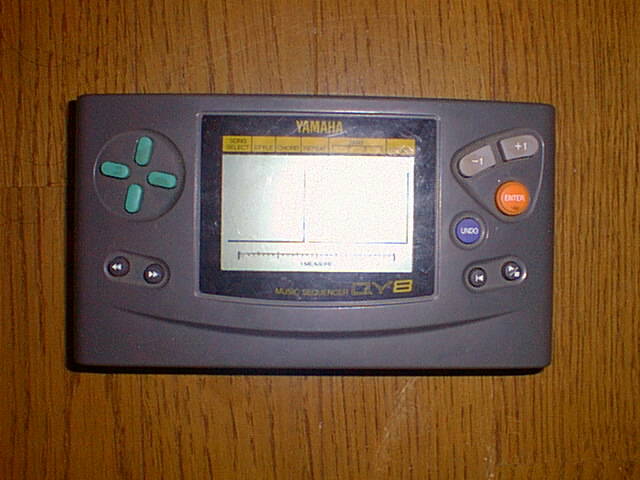 YAMAHA
SONG SELECT STYLE CHORD REPEAT
-1 +1
ENTER
UNDO
MEASURE
MUSIC SEQUENCER QY8